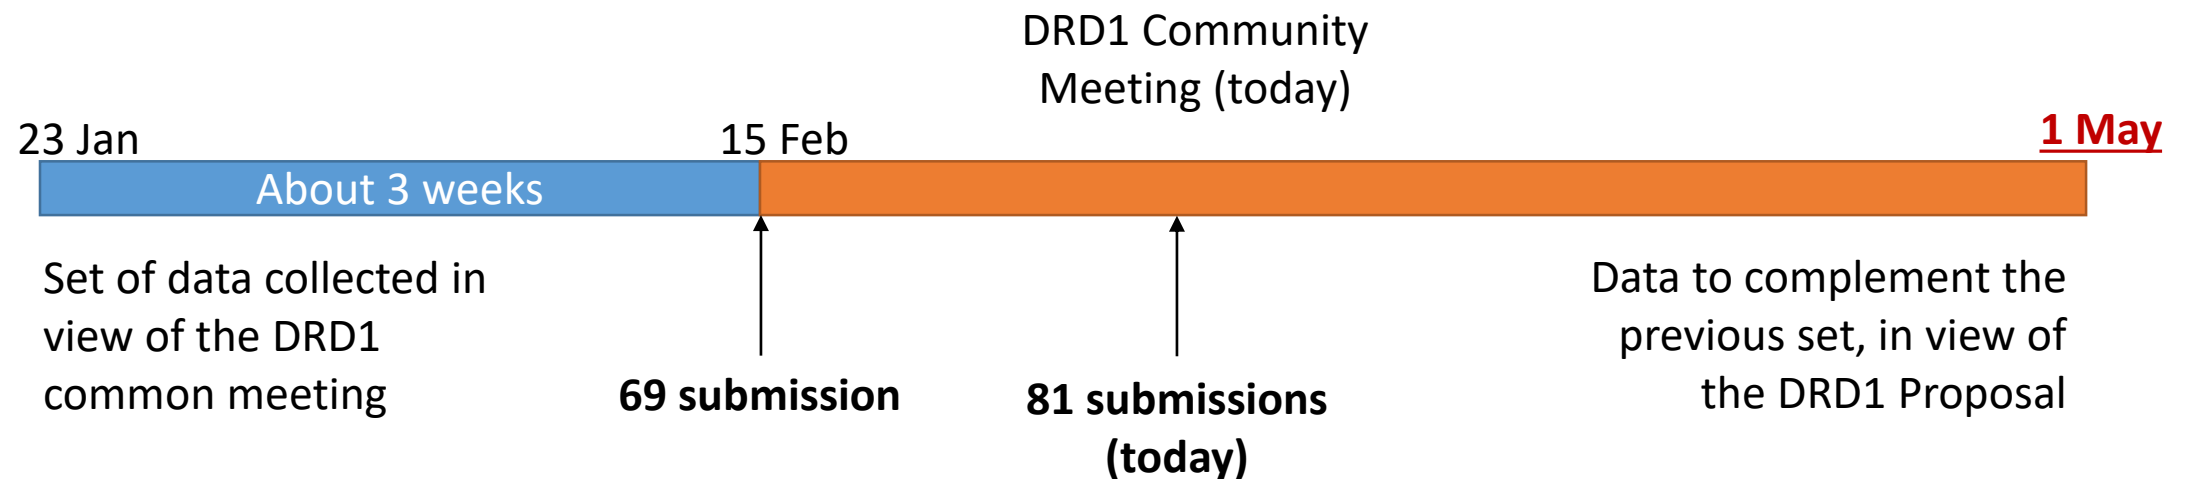 DRD1 Community
Meeting (today)
23 Jan
15 Feb
1 May
About 3 weeks
Set of data collected in
view of the DRD1
common meeting
69 submission
81 submissions
(today)
Data to complement the
previous set, in view of
the DRD1 Proposal